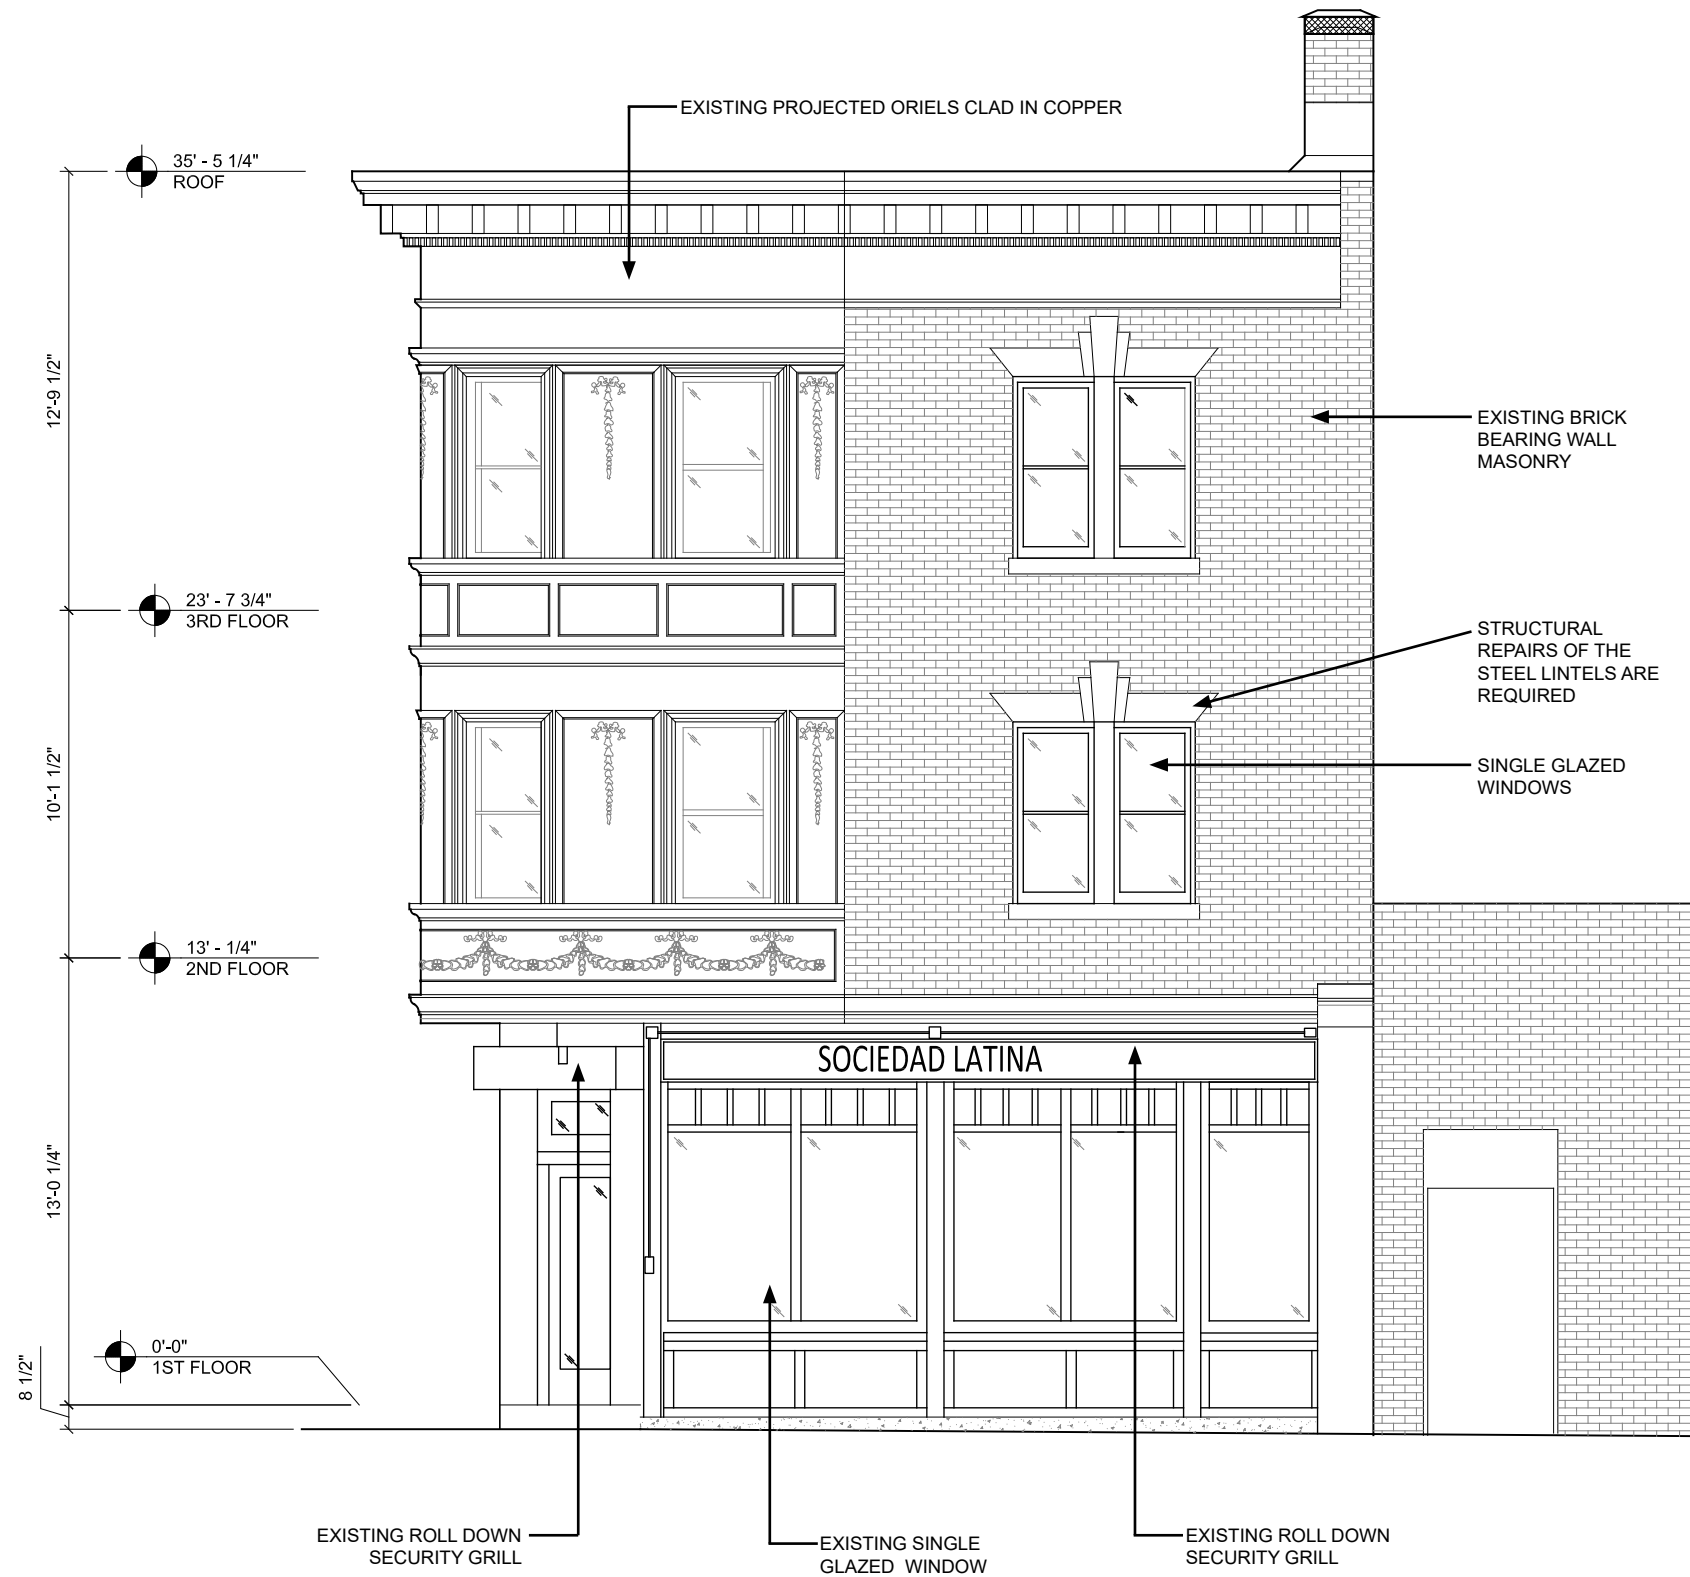 EXISTING PROJECTED ORIELS CLAD IN COPPER
35' - 5 1/4"
ROOF
12'-9 1/2"
EXISTING BRICK
BEARING WALL
MASONRY
23' - 7 3/4"
3RD FLOOR
STRUCTURAL
REPAIRS OF THE
STEEL LINTELS ARE
REQUIRED
10'-1 1/2"
SINGLE GLAZED
WINDOWS
13' - 1/4"
2ND FLOOR
SOCIEDAD LATINA
13'-0 1/4"
0'-0"
1ST FLOOR
8 1/2"
EXISTING ROLL DOWN
SECURITY GRILL
EXISTING SINGLE
GLAZED  WINDOW
EXISTING ROLL DOWN
SECURITY GRILL